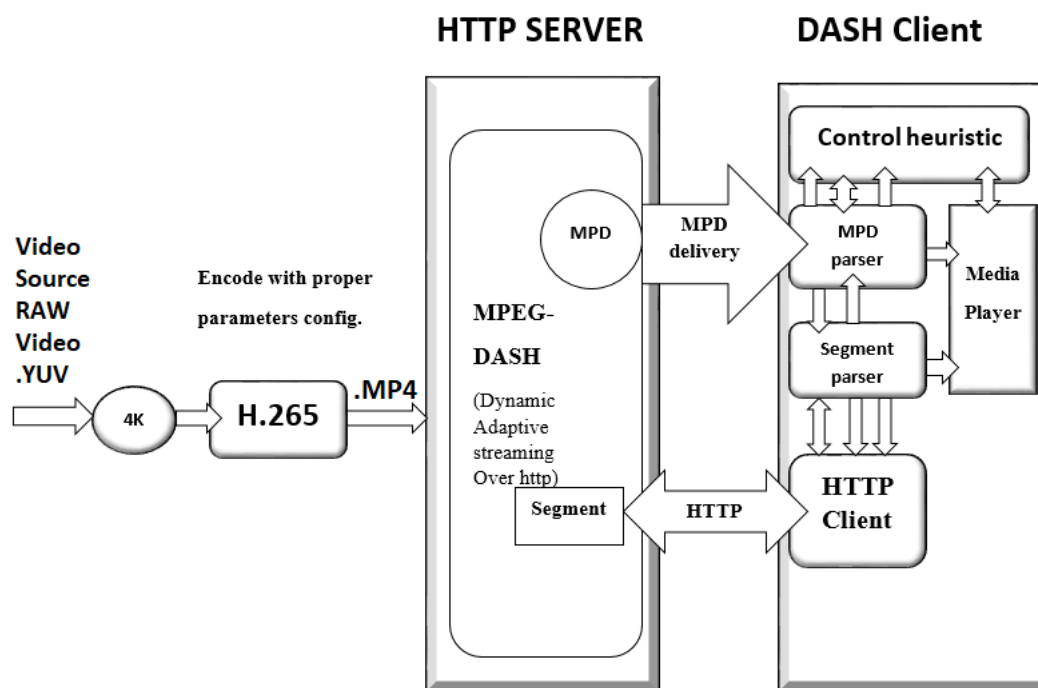 HTTP SERVER
DASH Client
Video
Source
RAW
Video
.YUV
4K
Encode with proper
parameters config.
H.265
.MP4
MPD
MPEG-
DASH
(Dynamic
Adaptive
streaming
Over http)
Segment
MPD
delivery
HTTP
Control heuristic
MPD
parser
Segment
parser
Media
Player
HTTP
Client